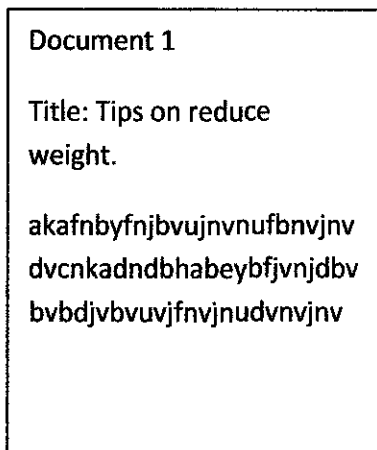 Document 1
Title: Tips on reduce
weight.
akafnbyfnjbvujnvnufbnvjnv
dvcnkadndbhabeybfjvnjdbv
bvbdjvbvuvjfnvjnudvnvjnv